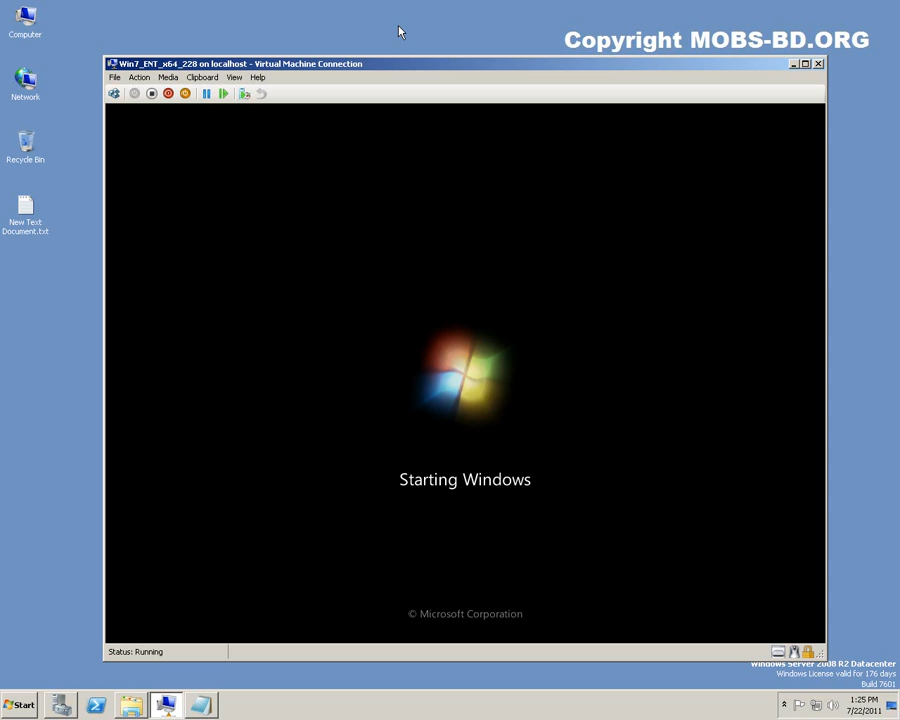 Computer
Network
Recycle Bin
New Text
Document.txt
Copyright MOBS-BD.ORG
Win7_ENT_x64_228 on localhost - Virtual Machine Connection
File Action Media Clipboard View Help
Starting Windows
© Microsoft Corporation
Status: Running
Windows Server 2008 R2 Datacenter
Windows License valid for 176 days
Build 7601
Start
1:25 PM
7/22/2011